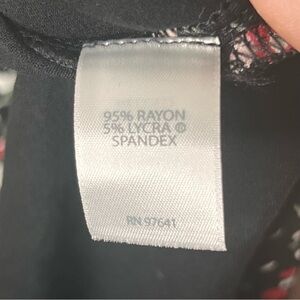 95% RAYON
5% LYCRA ®
SPANDEX
RN 97641